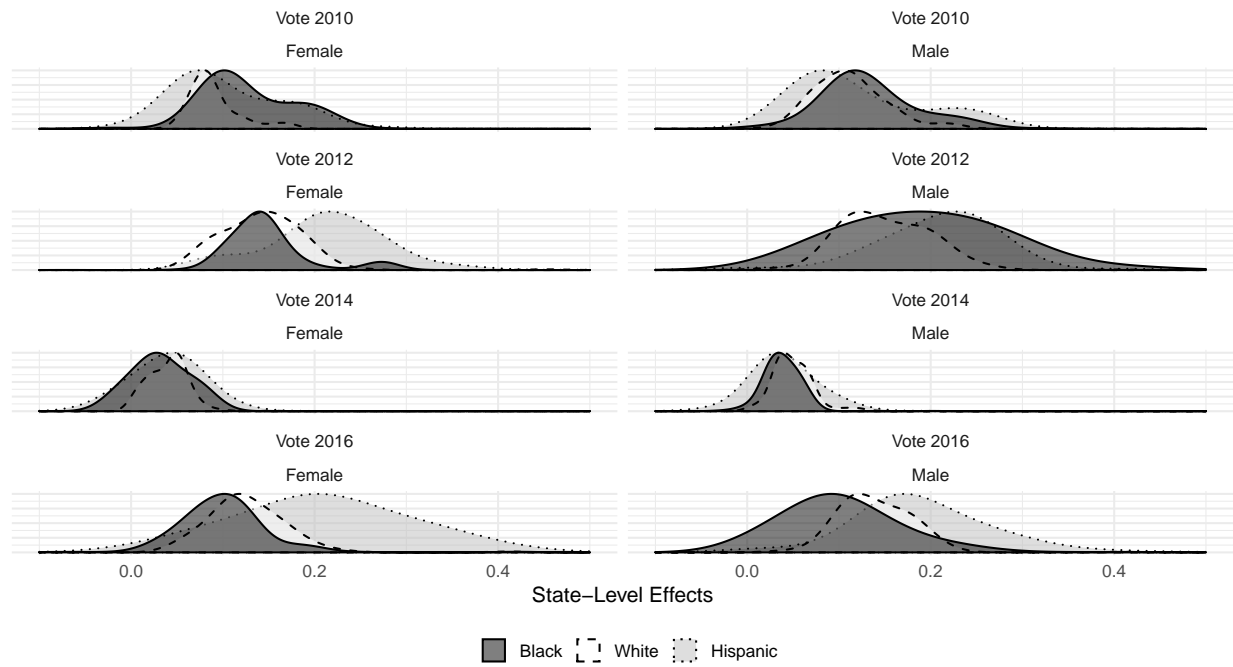 Vote 2010 Vote 2010
Female Male
Vote 2012 Vote 2012
Female Male
Vote 2014 Vote 2014
Female Male
Vote 2016 Vote 2016
Female Male
0.0 0.2 0.4 0.0 0.2 0.4
State−Level Effects
Black White Hispanic